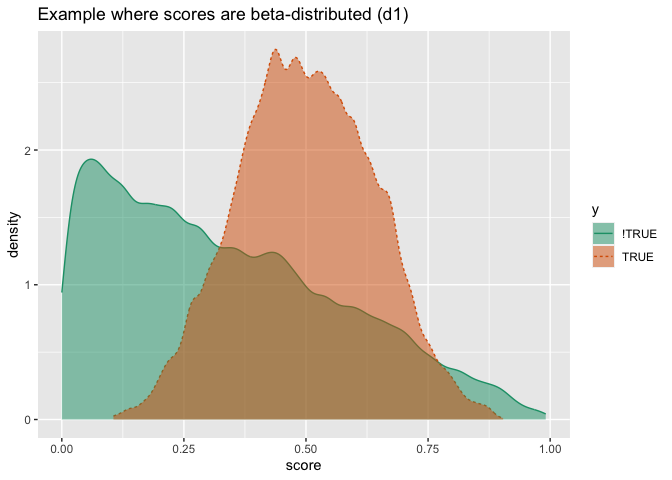 Example where scores are beta-distributed (d1)
density
2
1
0
0.00 0.25 0.50 0.75 1.00
score
y
!TRUE
TRUE